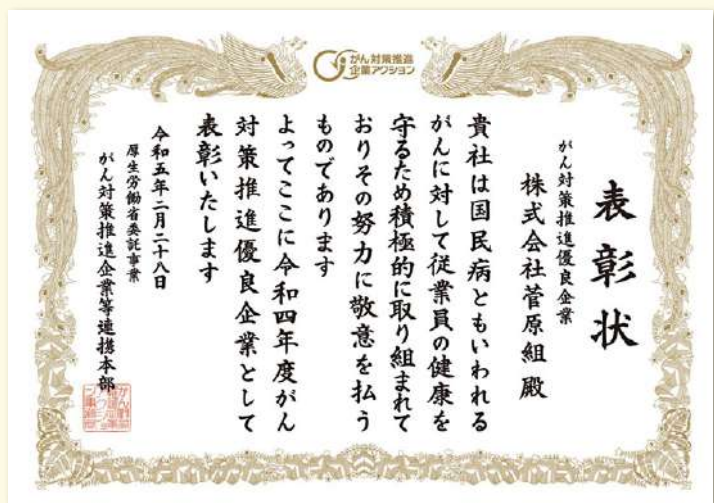 がん対策推進
企業アクション
表彰状
がん対策推進優良企業
株式会社菅原組 殿
貴社は国民病ともいわれる
がんに対して従業員の健康を
守るため積極的に取り組まれて
おりその努力に敬意を払う
ものであります
よってここに令和四年度がん
対策推進優良企業として
表彰いたします
令和五年二月二十八日
厚生労働省委託事業
がん対策推進企業等連携本部